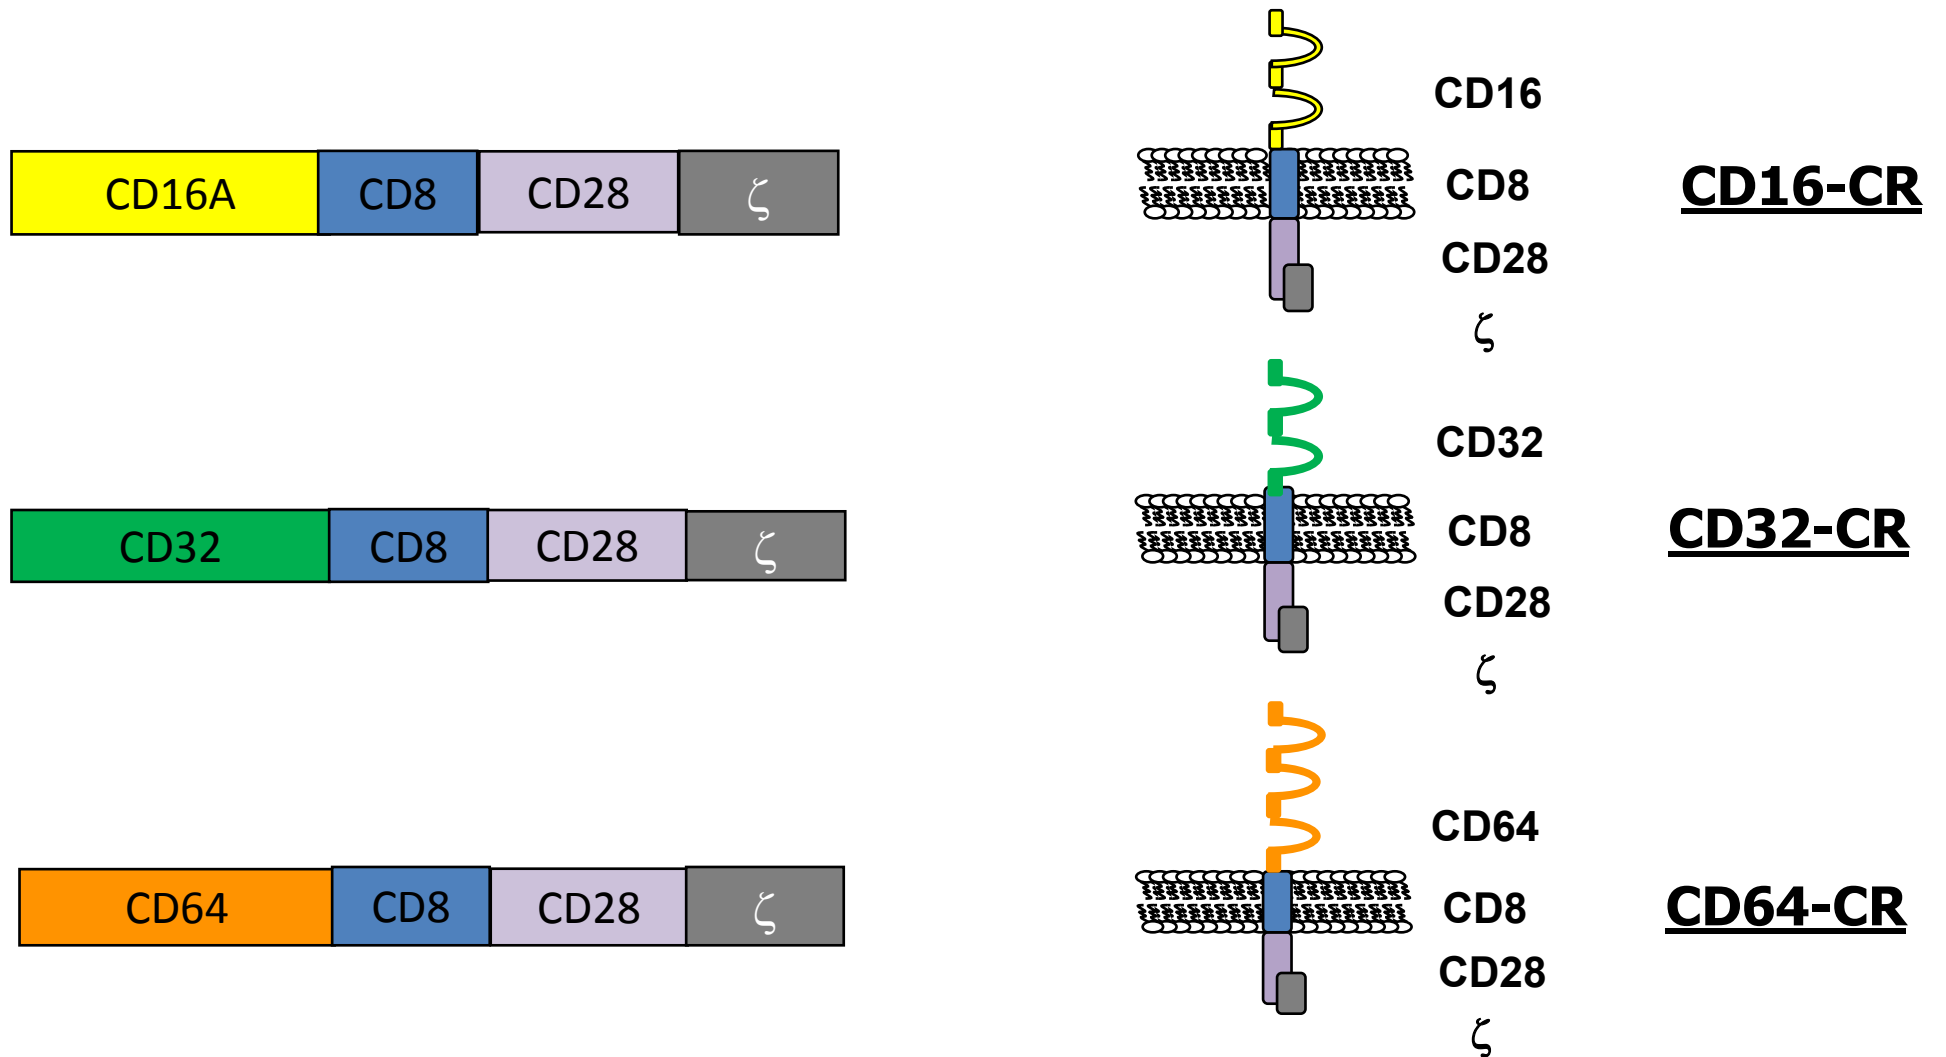 CD16A CD8 CD28 ζ
CD16
CD8
CD28
ζ
CD16-CR
CD32 CD8 CD28 ζ
CD32
CD8
CD28
ζ
CD32-CR
CD64 CD8 CD28 ζ
CD64
CD8
CD28
ζ
CD64-CR